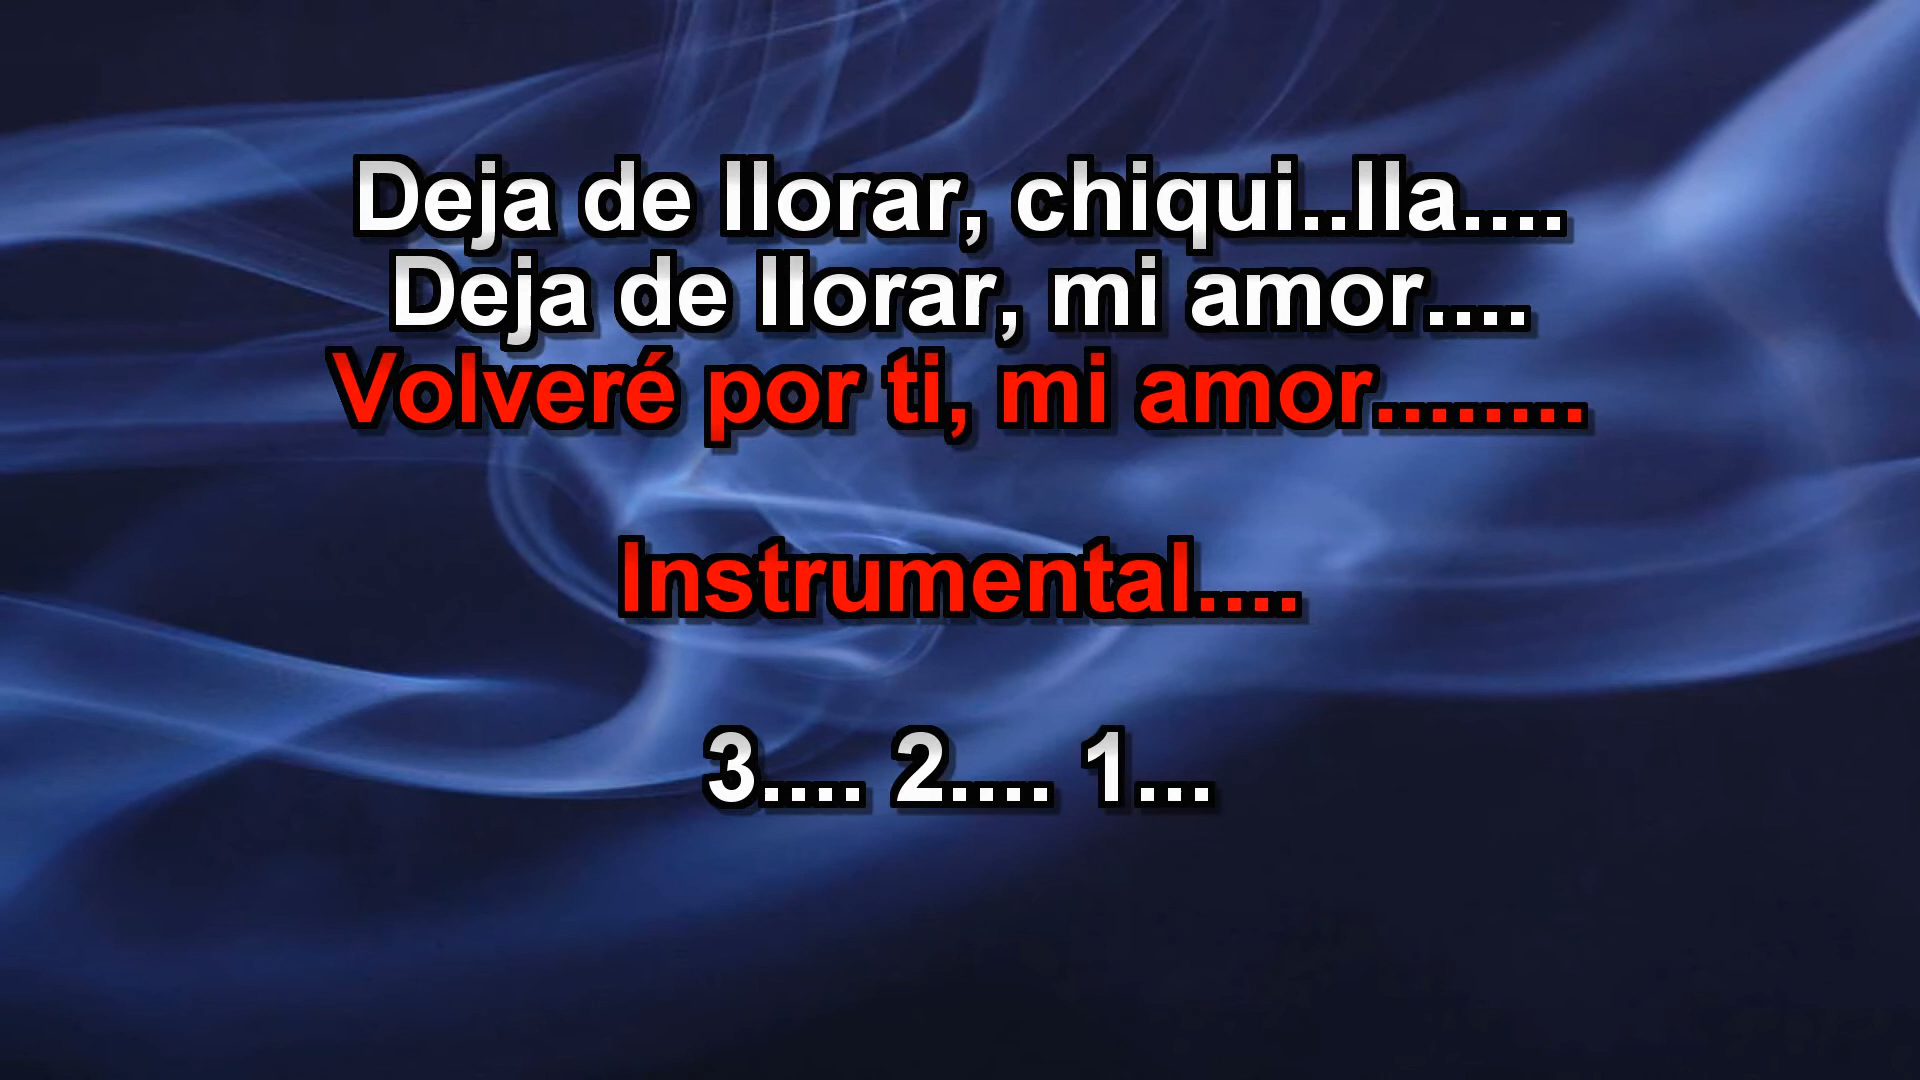 Deja de llorar, chiqui..lla....
Deja de llorar, mi amor....
Volveré por ti, mi amor........
Instrumental....
3.... 2.... 1...